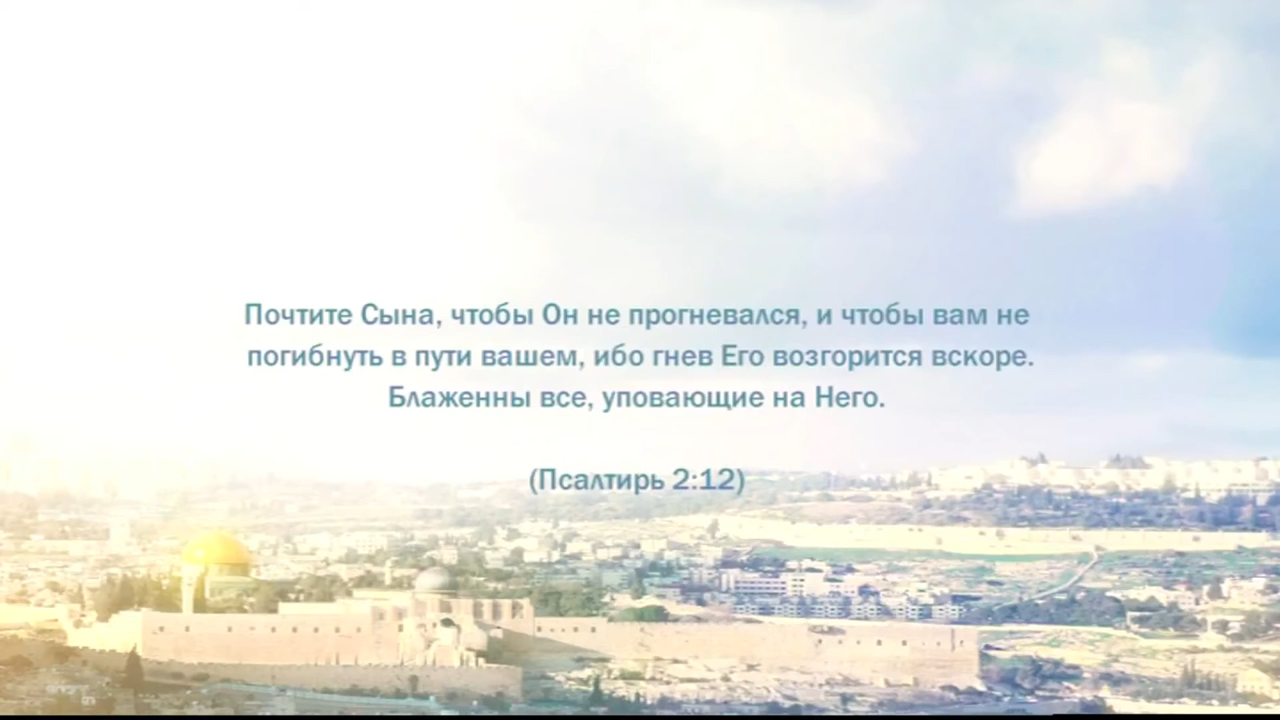 Почтите Сына, чтобы Он не прогневался, и чтобы вам не
погибнуть в пути вашем, ибо гнев Его возгорится вскоре.
Блаженны все, уповающие на Него.
(Псалтирь 2:12)